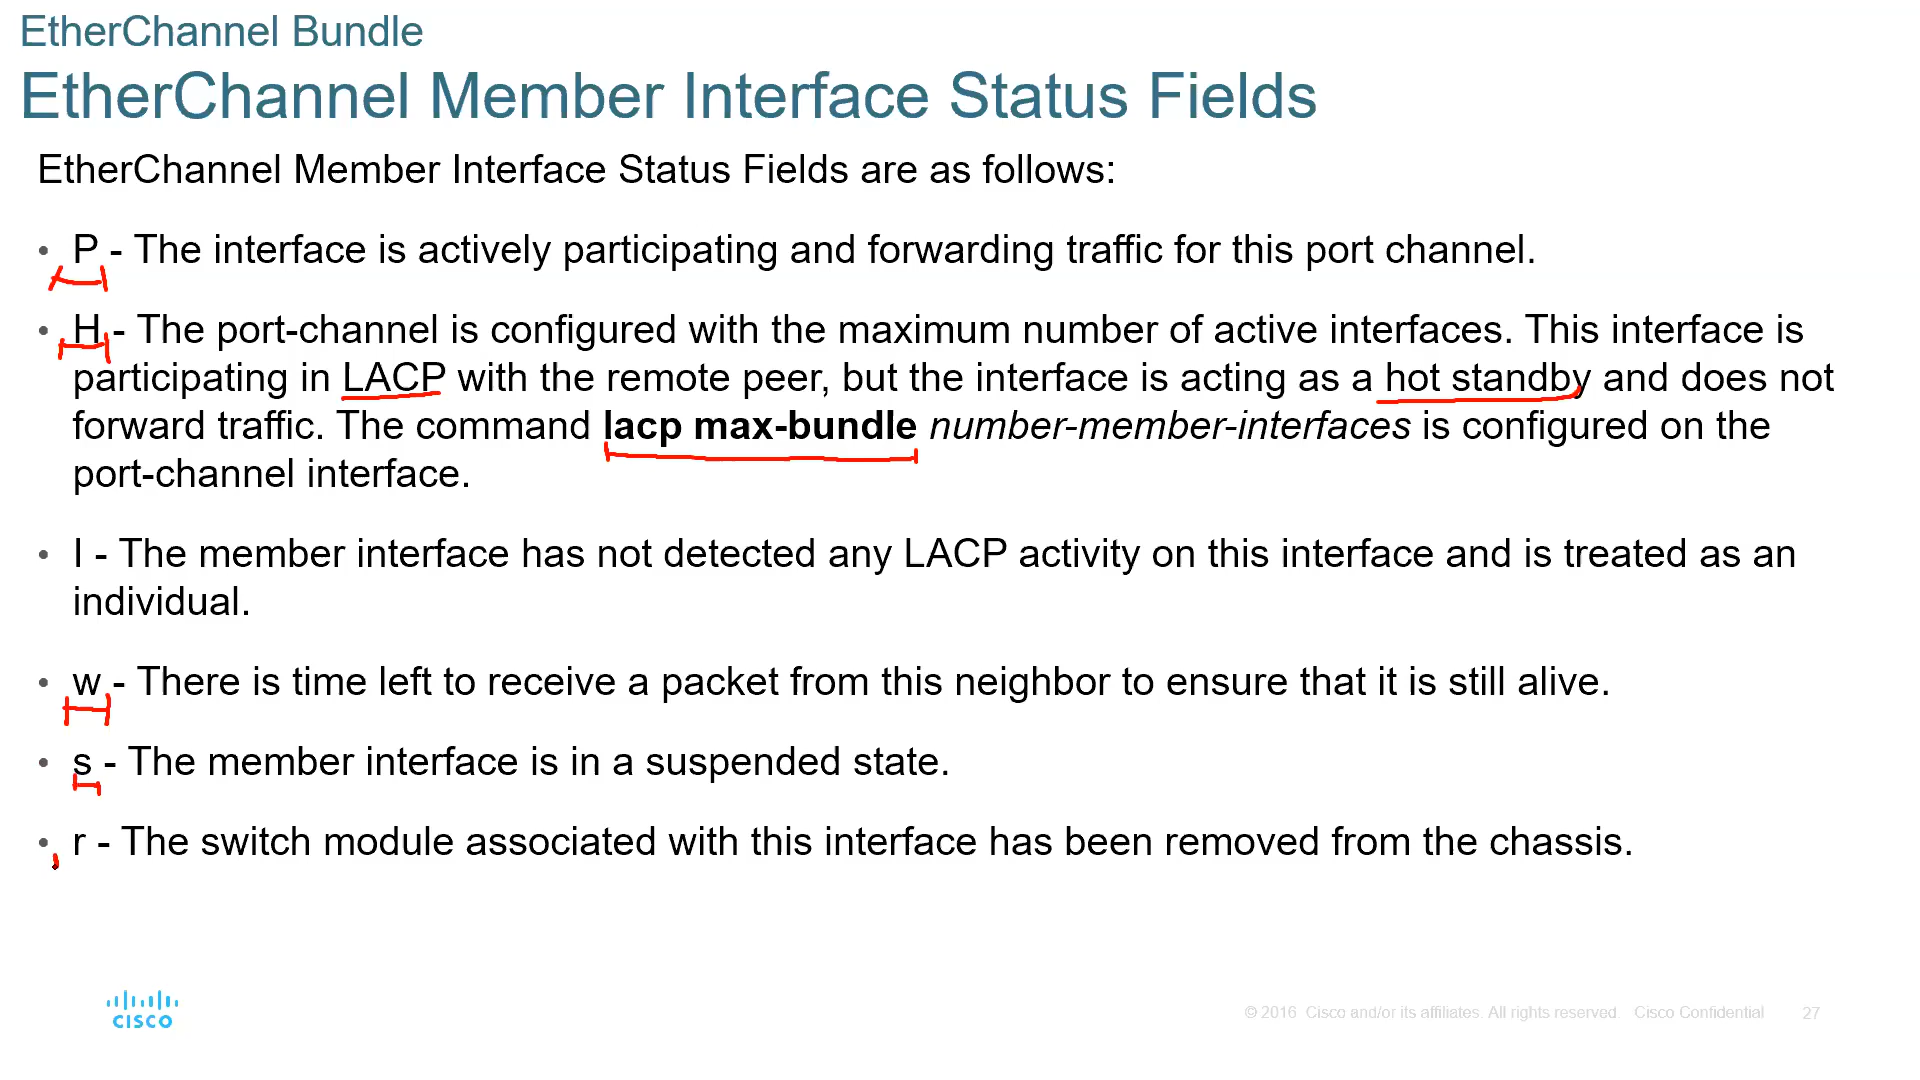 EtherChannel Bundle
EtherChannel Member Interface Status Fields
EtherChannel Member Interface Status Fields are as follows:
• P - The interface is actively participating and forwarding traffic for this port channel.
• H - The port-channel is configured with the maximum number of active interfaces. This interface is
participating in LACP with the remote peer, but the interface is acting as a hot standby and does not
forward traffic. The command lacp max-bundle number-member-interfaces is configured on the
port-channel interface.
• I - The member interface has not detected any LACP activity on this interface and is treated as an
individual.
• w - There is time left to receive a packet from this neighbor to ensure that it is still alive.
• s - The member interface is in a suspended state.
• r - The switch module associated with this interface has been removed from the chassis.
CISCO
© 2016 Cisco and/or its affiliates. All rights reserved. Cisco Confidential 27